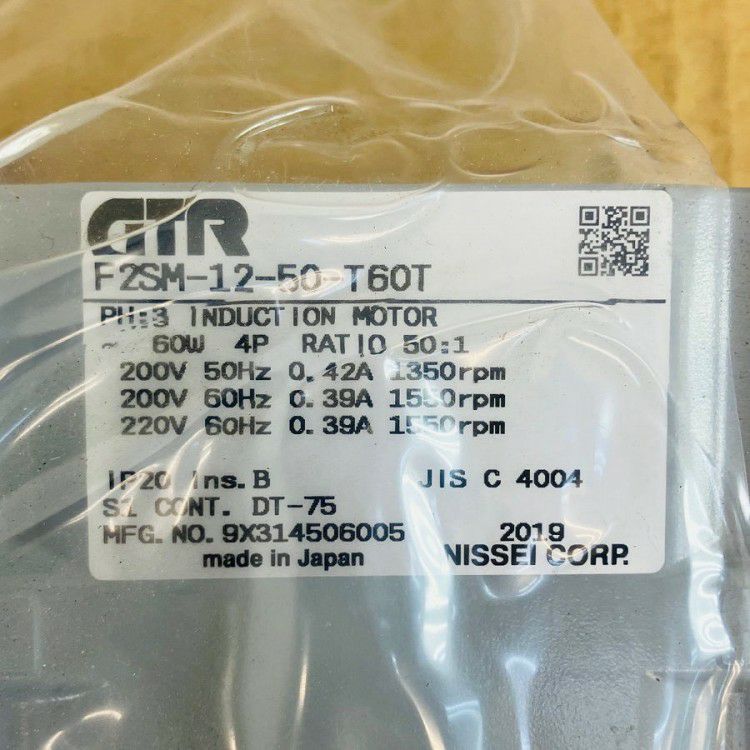 GTR
F2SM-12-50-T60T
PH:3 INDUCTION MOTOR
~ 60W 4P RATIO 50:1
200V 50Hz 0.42A 1350rpm
200V 60Hz 0.39A 1550rpm
220V 60Hz 0.39A 1550rpm
IP20 Ins.B JIS C 4004
S1 CONT. DT-75
MFG.NO.9X314506005 2019
made in Japan NISSEI CORP.